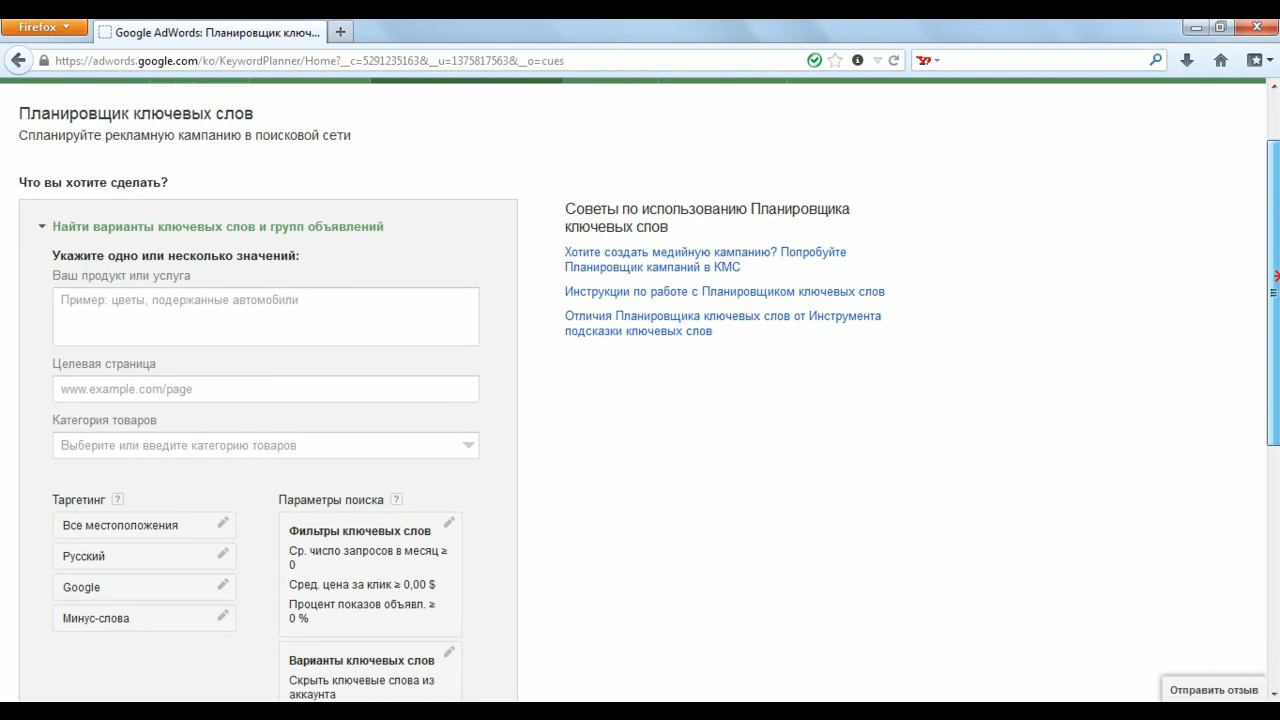 Firefox
Google AdWords: Планировщик ключ...
https://adwords.google.com/ko/KeywordPlanner/Home?__c=5291235163&__u=1375817563&__o=cues
Планировщик ключевых слов
Спланируйте рекламную кампанию в поисковой сети
Что вы хотите сделать?
Найти варианты ключевых слов и групп объявлений
Укажите одно или несколько значений:
Ваш продукт или услуга
Пример: цветы, подержанные автомобили
Целевая страница
www.example.com/page
Категория товаров
Выберите или введите категорию товаров
Таргетинг ?
Все местоположения
Русский
Google
Минус-слова
Параметры поиска ?
Фильтры ключевых слов
Ср. число запросов в месяц ≥
0
Сред. цена за клик ≥ 0,00 $
Процент показов объявл. ≥
0 %
Варианты ключевых слов
Скрыть ключевые слова из
аккаунта
Советы по использованию Планировщика
ключевых слов
Хотите создать медийную кампанию? Попробуйте
Планировщик кампаний в КМС
Инструкции по работе с Планировщиком ключевых слов
Отличия Планировщика ключевых слов от Инструмента
подсказки ключевых слов
Отправить отзыв